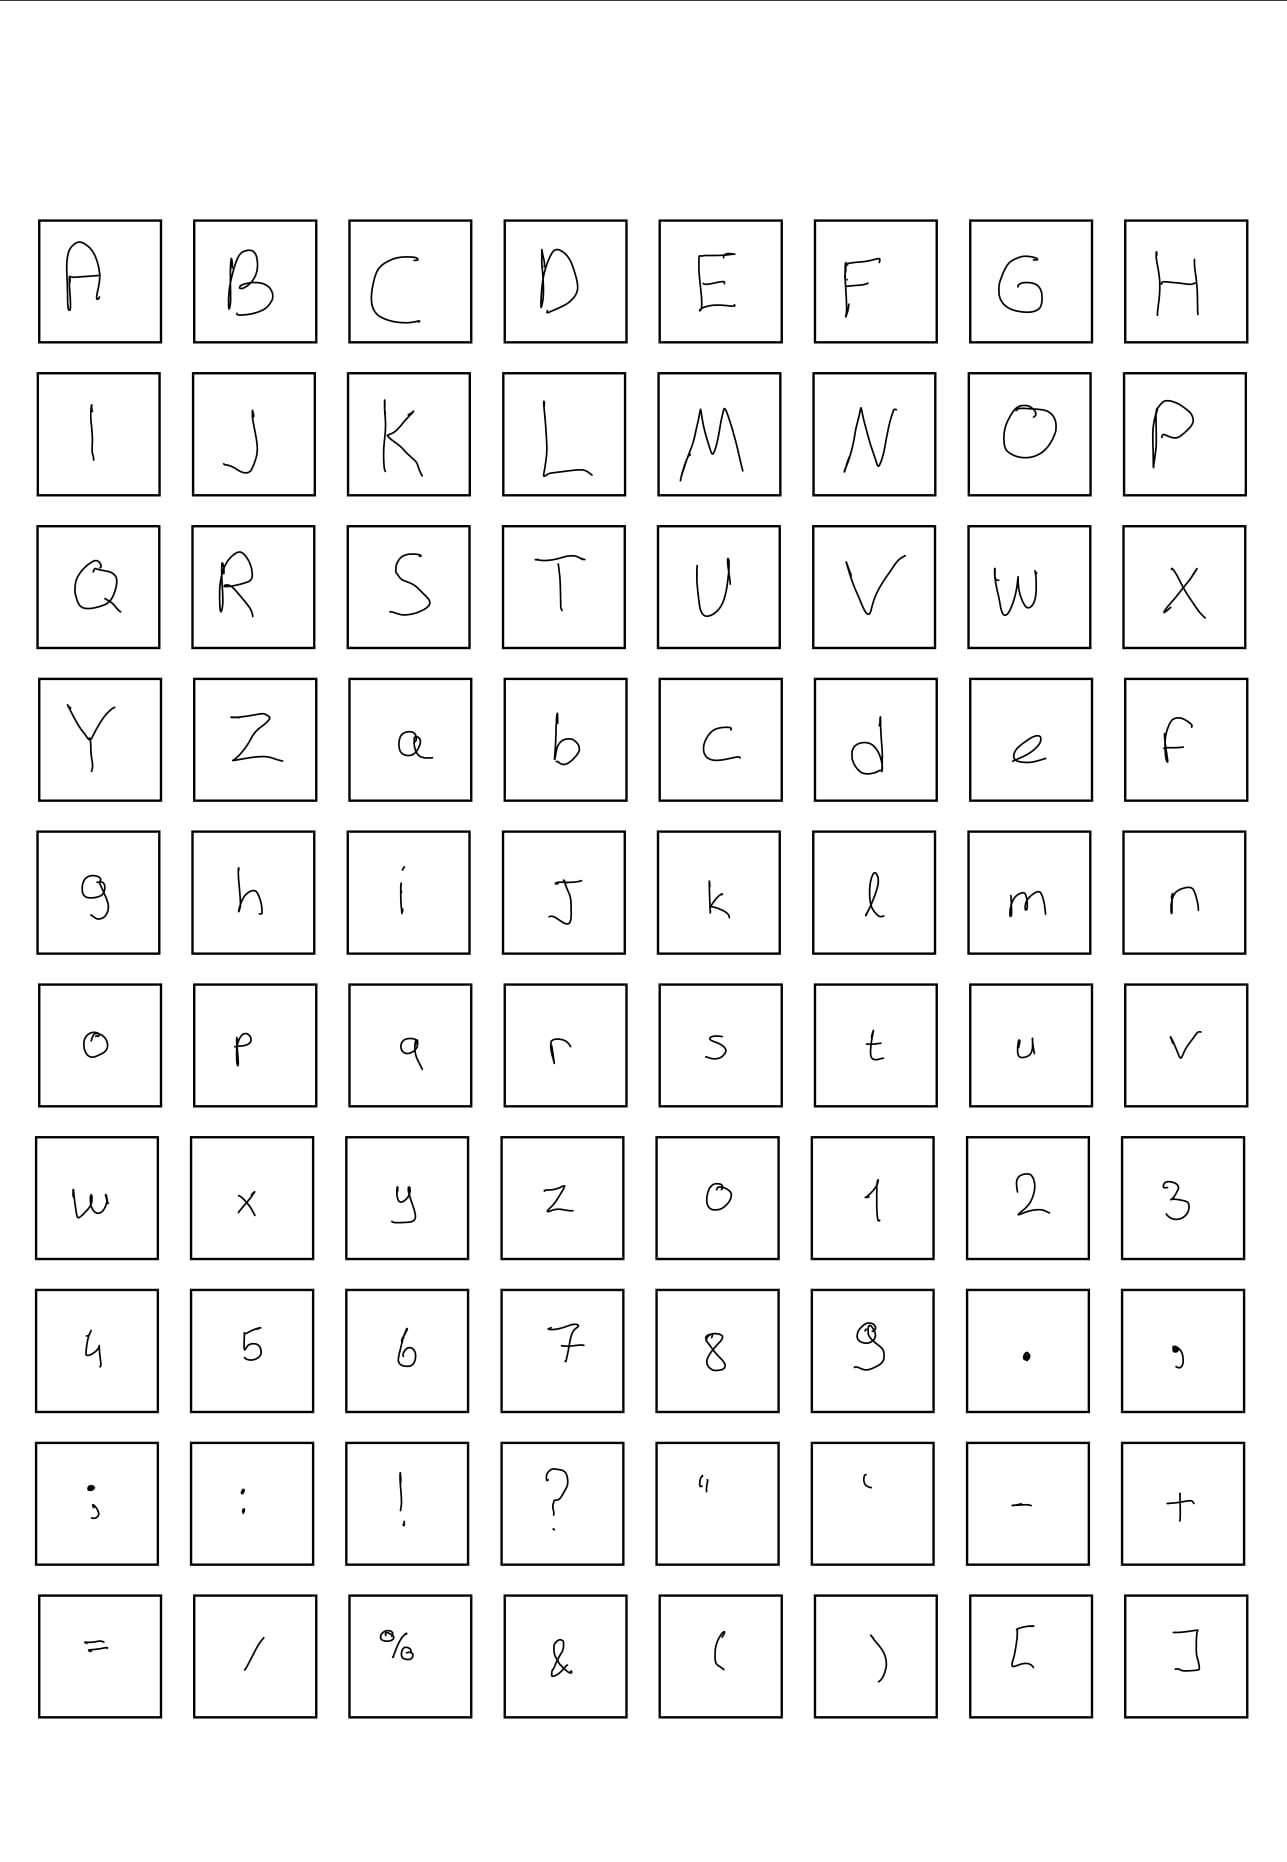 A B C D E F G H
I J K L M N O P
Q R S T U V W X
Y Z a b c d e f
g h i J k l m n
o p q r s t u v
w x y z 0 1 2 3
4 5 6 7 8 9 . ,
; : ! ? “ ‘ - +
= / % & ( ) [ ]